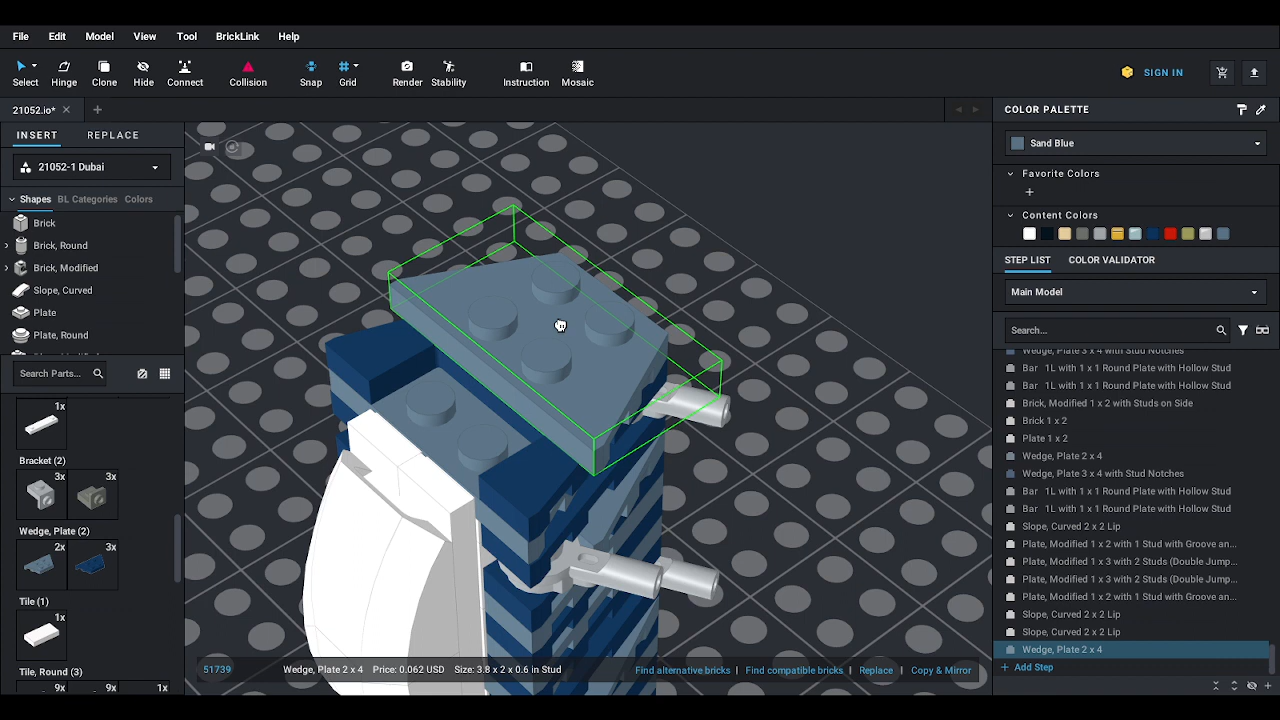 File Edit Model View Tool BrickLink Help
Select Hinge Clone Hide Connect Collision Snap Grid Render Stability Instruction Mosaic SIGN IN
21052.io*
INSERT REPLACE
21052-1 Dubai
Shapes BL Categories Colors
Brick
Brick, Round
Brick, Modified
Slope, Curved
Plate
Plate, Round
Search Parts...
1x
Bracket (2)
3x 3x
Wedge, Plate (2)
2x 3x
Tile (1)
1x
Tile, Round (3)
9x 9x 1x
51739 Wedge, Plate 2 x 4 Price: 0.062 USD Size: 3.8 x 2 x 0.6 in Stud Find alternative bricks | Find compatible bricks | Replace | Copy & Mirror
COLOR PALETTE
Sand Blue
Favorite Colors
+
Content Colors
STEP LIST COLOR VALIDATOR
Main Model
Search...
Wedge, Plate 3 x 4 with Stud Notches
Bar 1L with 1 x 1 Round Plate with Hollow Stud
Bar 1L with 1 x 1 Round Plate with Hollow Stud
Brick, Modified 1 x 2 with Studs on Side
Brick 1 x 2
Plate 1 x 2
Wedge, Plate 2 x 4
Wedge, Plate 3 x 4 with Stud Notches
Bar 1L with 1 x 1 Round Plate with Hollow Stud
Bar 1L with 1 x 1 Round Plate with Hollow Stud
Slope, Curved 2 x 2 Lip
Plate, Modified 1 x 2 with 1 Stud with Groove an...
Plate, Modified 1 x 3 with 2 Studs (Double Jump...
Plate, Modified 1 x 3 with 2 Studs (Double Jump...
Plate, Modified 1 x 2 with 1 Stud with Groove an...
Slope, Curved 2 x 2 Lip
Slope, Curved 2 x 2 Lip
Wedge, Plate 2 x 4
+ Add Step